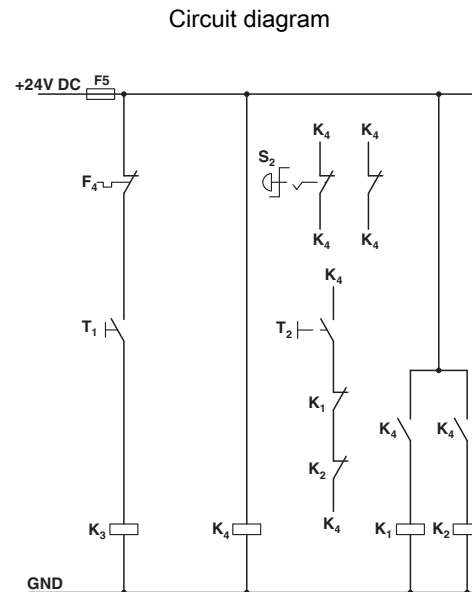 Circuit diagram
+24V DC F5
K₄ K₄
S₂
F₄
K₄ K₄
K₄
T₁ T₂
K₁
K₄ K₄
K₂
K₄
K₃ K₄ K₁ K₂
GND